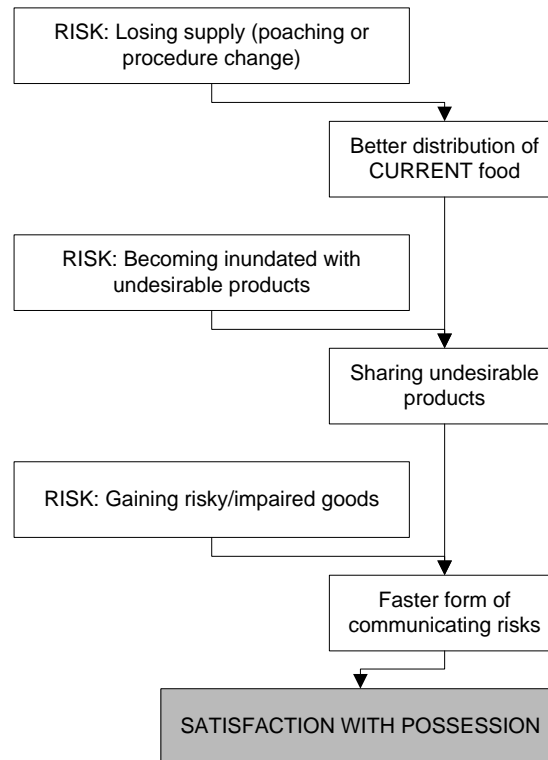 RISK: Losing supply (poaching or
procedure change)
Better distribution of
CURRENT food
RISK: Becoming inundated with
undesirable products
Sharing undesirable
products
RISK: Gaining risky/impaired goods
Faster form of
communicating risks
SATISFACTION WITH POSSESSION